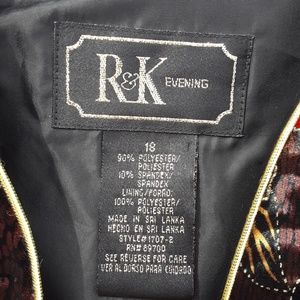 R&K EVENING
18
90% POLYESTER/
POLIESTER
10% SPANDEX/
SPANDEX
LINING/FORRO:
100% POLYESTER/
POLIESTER
MADE IN SRI LANKA
HECHO EN SRI LANKA
STYLE# 1707-2
RN# 69700
SEE REVERSE FOR CARE
VER AL DORSO PARA CUIDADO